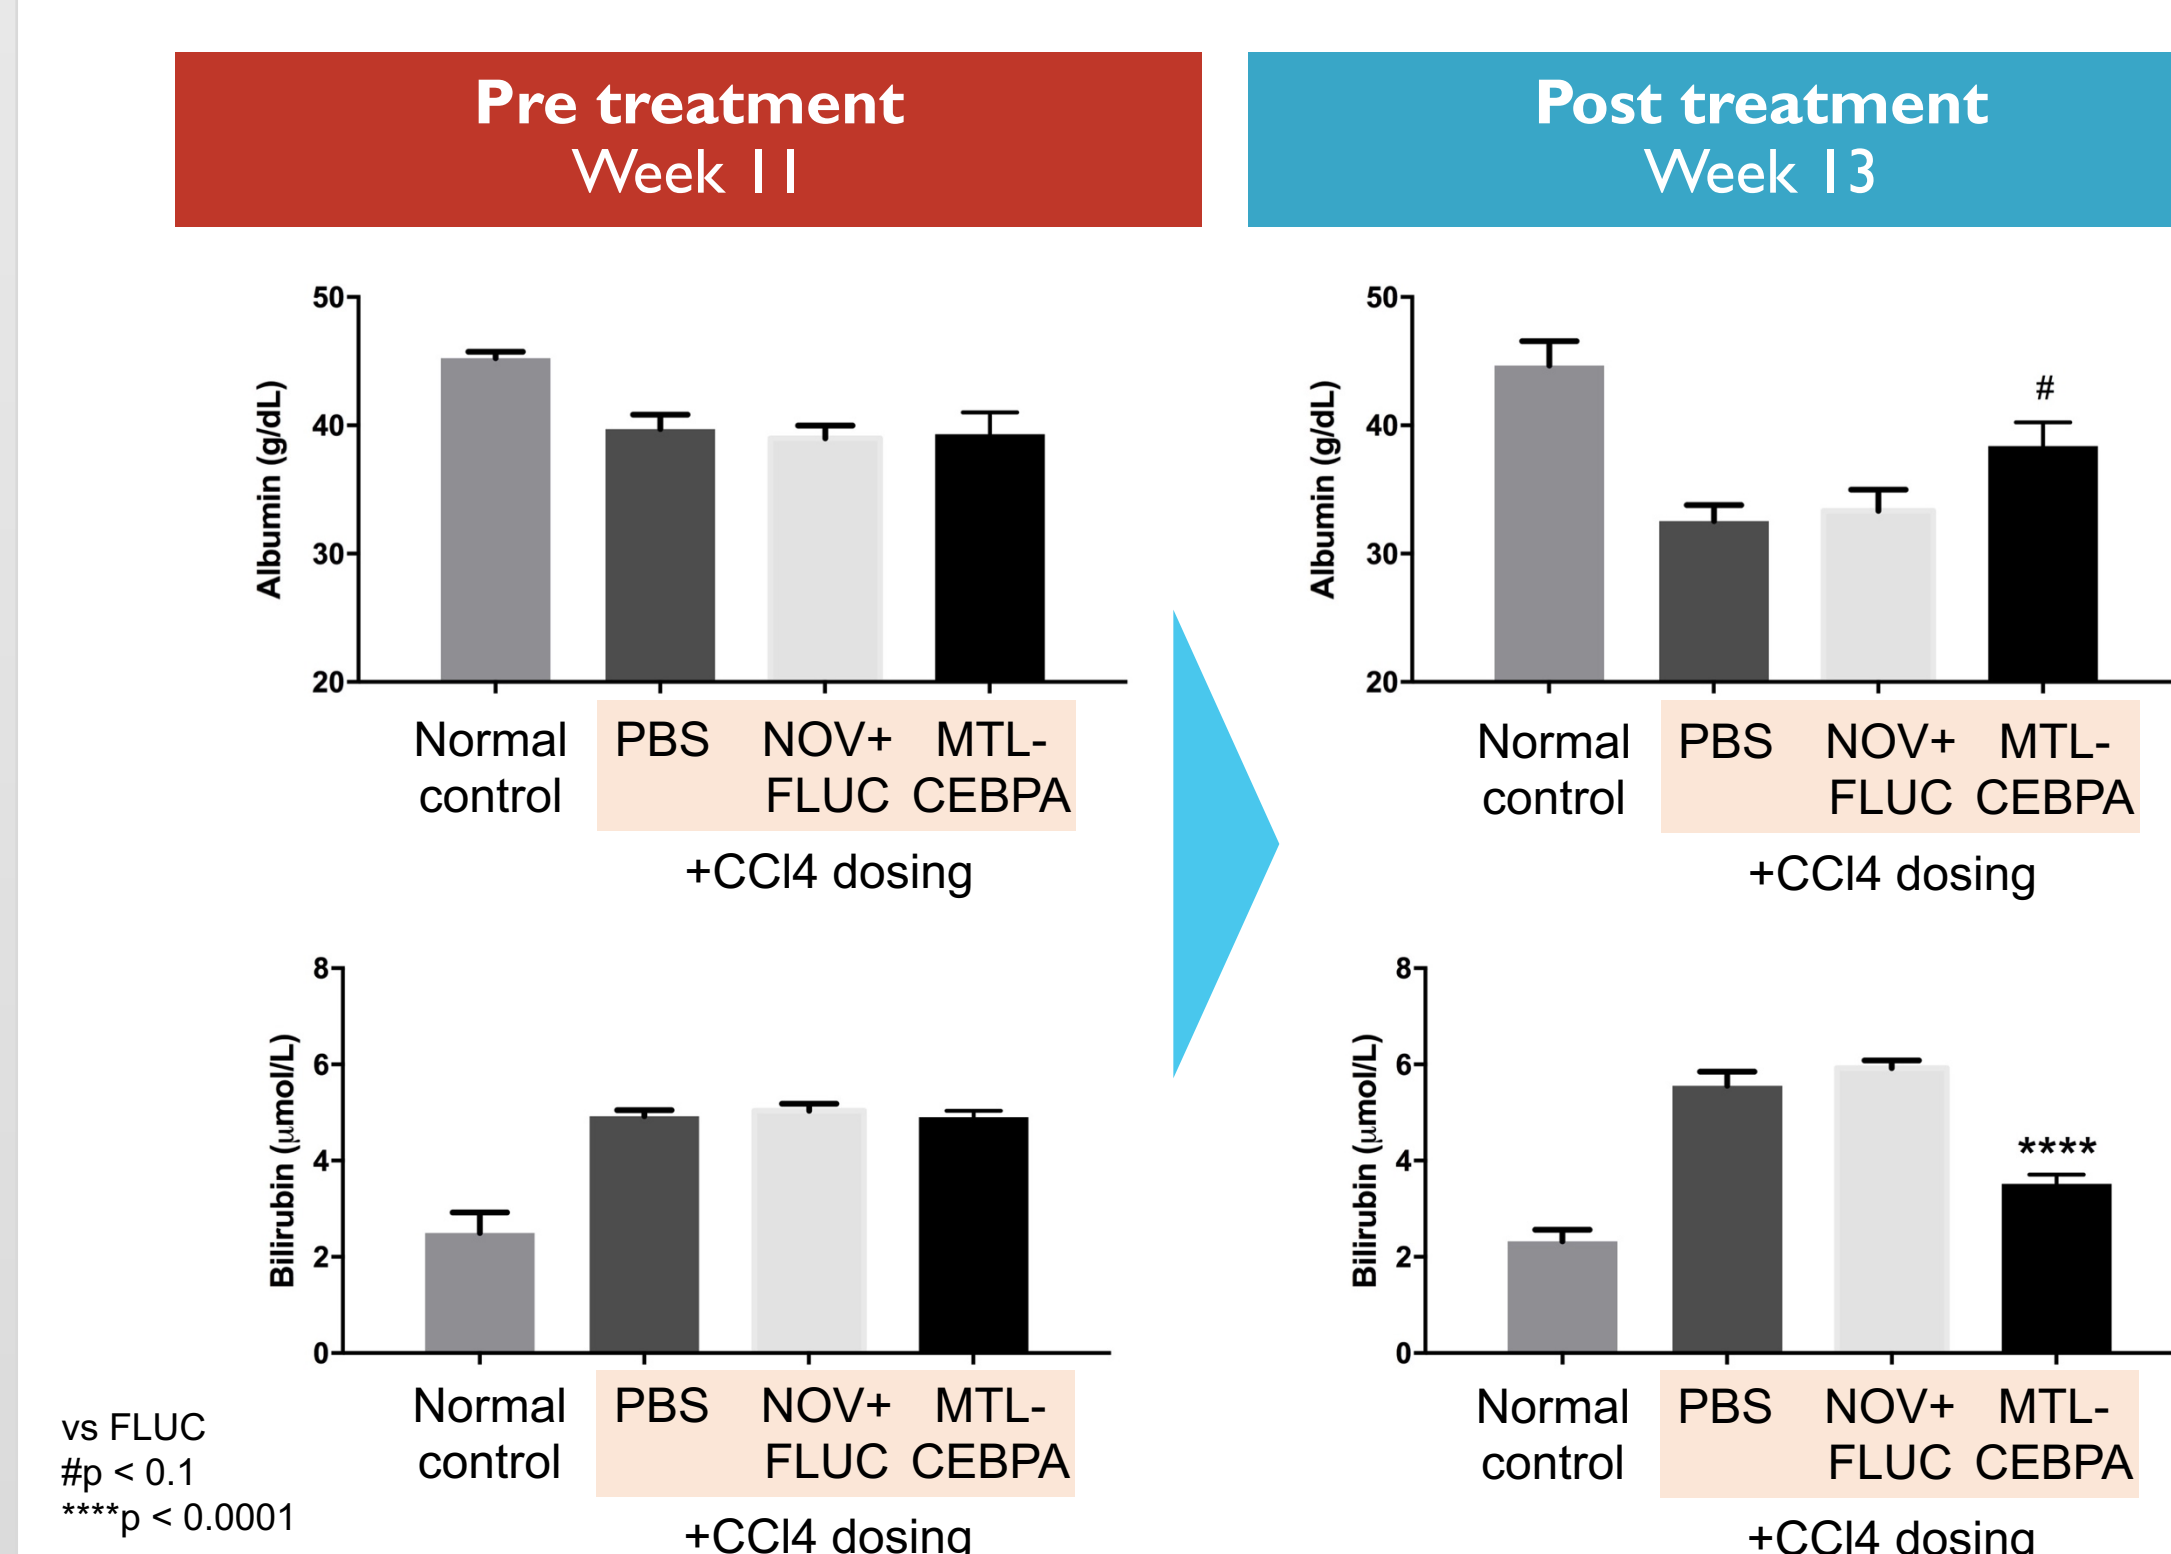 Pre treatment
Week 11
Post treatment
Week 13
Albumin (g/dL)
50
40
30
20
Normal control
PBS
NOV+ FLUC
MTL- CEBPA
+CCl4 dosing
Albumin (g/dL)
50
40
30
20
#
Normal control
PBS
NOV+ FLUC
MTL- CEBPA
+CCl4 dosing
Bilirubin (μmol/L)
8
6
4
2
0
Normal control
PBS
NOV+ FLUC
MTL- CEBPA
+CCl4 dosing
Bilirubin (μmol/L)
8
6
4
2
0
****
Normal control
PBS
NOV+ FLUC
MTL- CEBPA
+CCl4 dosing
vs FLUC
#p < 0.1
****p < 0.0001